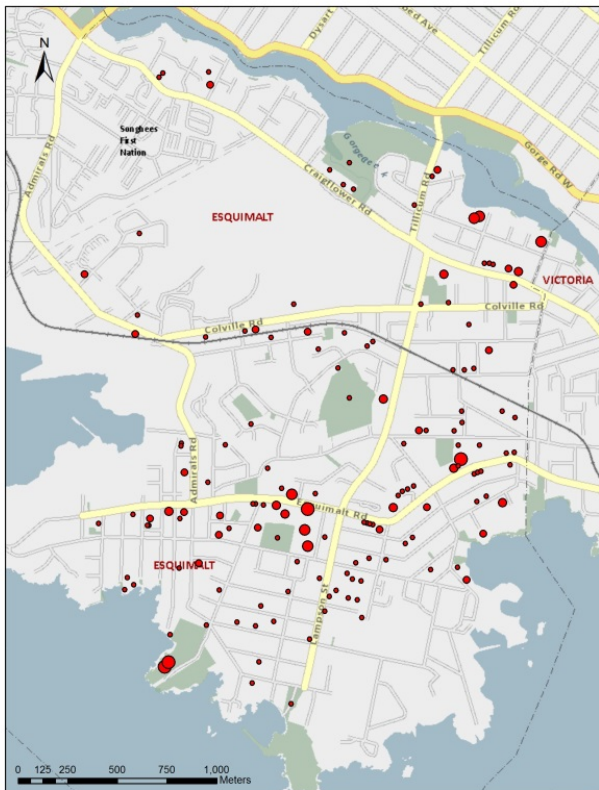 N
Dysart
Tillicum Rd
Songhees
First
Nation
Admirals Rd
Gorge Rd W
Craigflower Rd
Tillicum Rd
ESQUIMALT
VICTORIA
Colville Rd
Colville Rd
Admirals Rd
Esquimalt Rd
ESQUIMALT
Lampson St
0 125 250 500 750 1,000
Meters